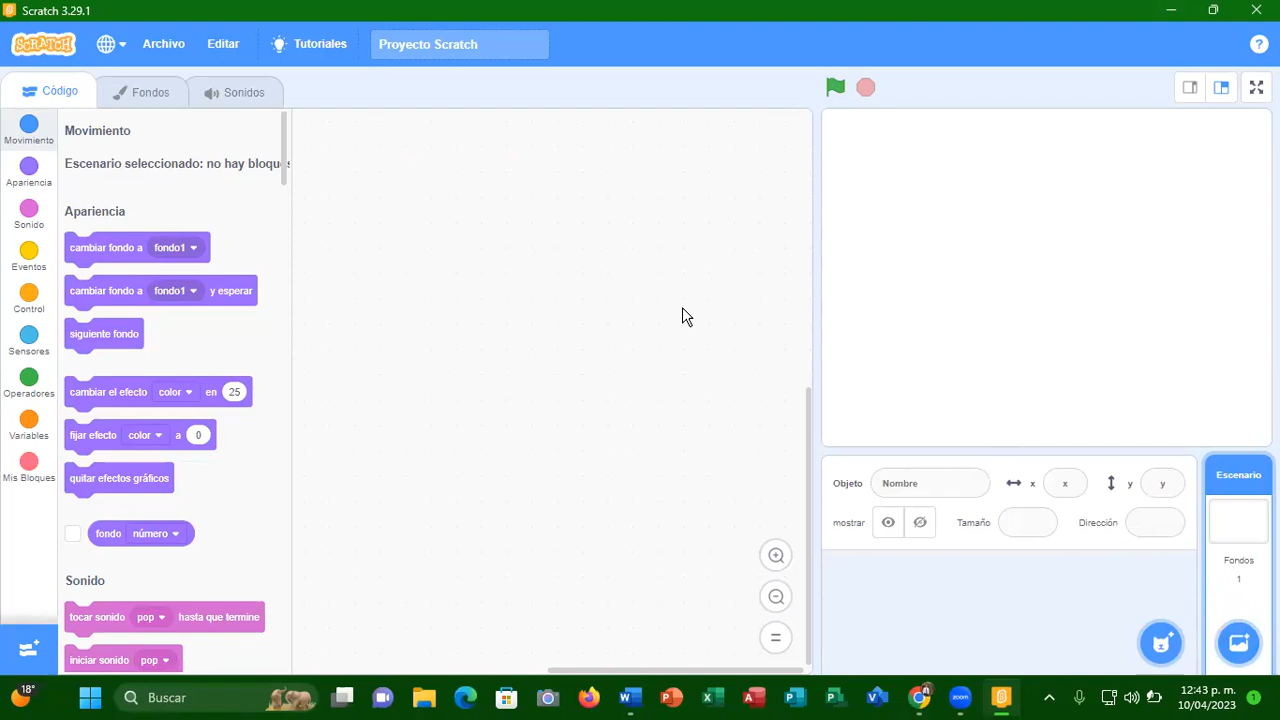 Scratch 3.29.1
SCRATCH
Archivo
Editar
Tutoriales
Proyecto Scratch
?
Código
Fondos
Sonidos
Movimiento
Apariencia
Sonido
Eventos
Control
Sensores
Operadores
Variables
Mis Bloques
Movimiento
Escenario seleccionado: no hay bloques
Apariencia
cambiar fondo a fondo1
cambiar fondo a fondo1 y esperar
siguiente fondo
cambiar el efecto color en 25
fijar efecto color a 0
quitar efectos gráficos
fondo número
Sonido
tocar sonido pop hasta que termine
iniciar sonido pop
Objeto Nombre x x y y
mostrar Tamaño Dirección
Escenario
Fondos
1
18°
Buscar
12:43 p. m.
10/04/2023
1